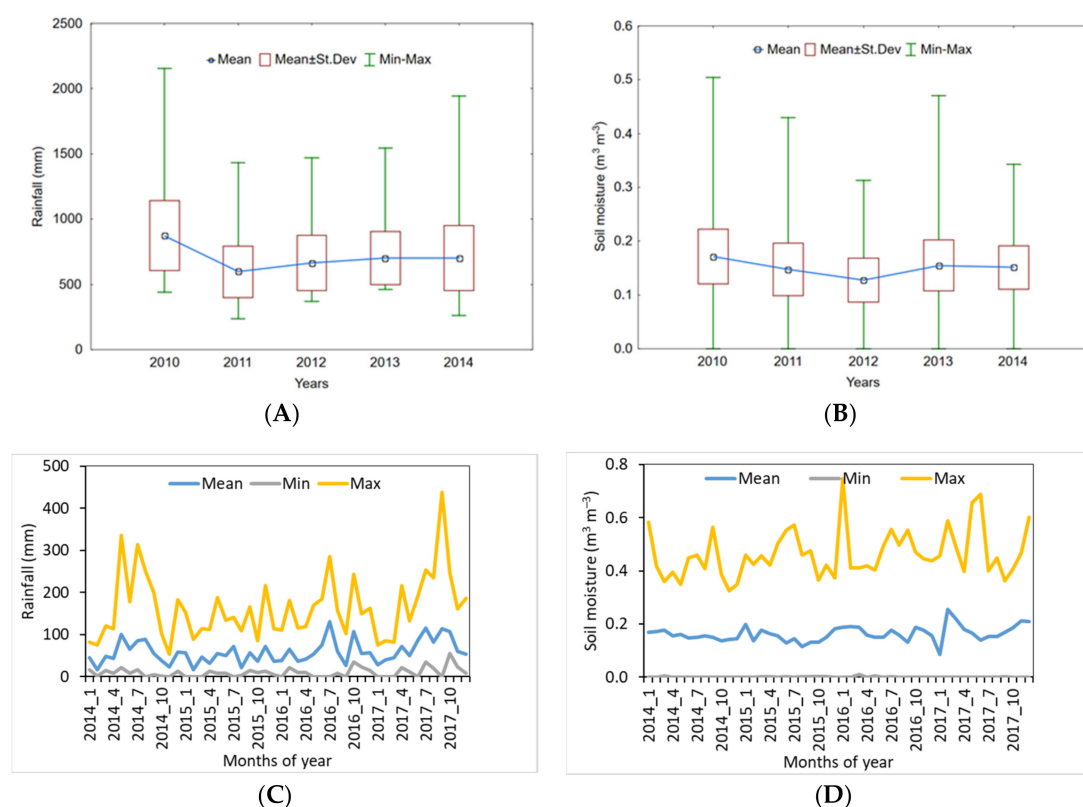 2500
2000
1500
1000
500
0
Rainfall (mm)
Mean Mean±St.Dev Min-Max
2010 2011 2012 2013 2014
Years
(A)
0.6
0.5
0.4
0.3
0.2
0.1
0.0
Soil moisture (m³ m⁻³)
Mean Mean±St.Dev Min-Max
2010 2011 2012 2013 2014
Years
(B)
500
400
300
200
100
0
Rainfall (mm)
Mean Min Max
2014_1 2014_4 2014_7 2014_10 2015_1 2015_4 2015_7 2015_10 2016_1 2016_4 2016_7 2016_10 2017_1 2017_4 2017_7 2017_10
Months of year
(C)
0.8
0.6
0.4
0.2
0.0
Soil moisture (m³ m⁻³)
Mean Min Max
2014_1 2014_4 2014_7 2014_10 2015_1 2015_4 2015_7 2015_10 2016_1 2016_4 2016_7 2016_10 2017_1 2017_4 2017_7 2017_10
Months of year
(D)